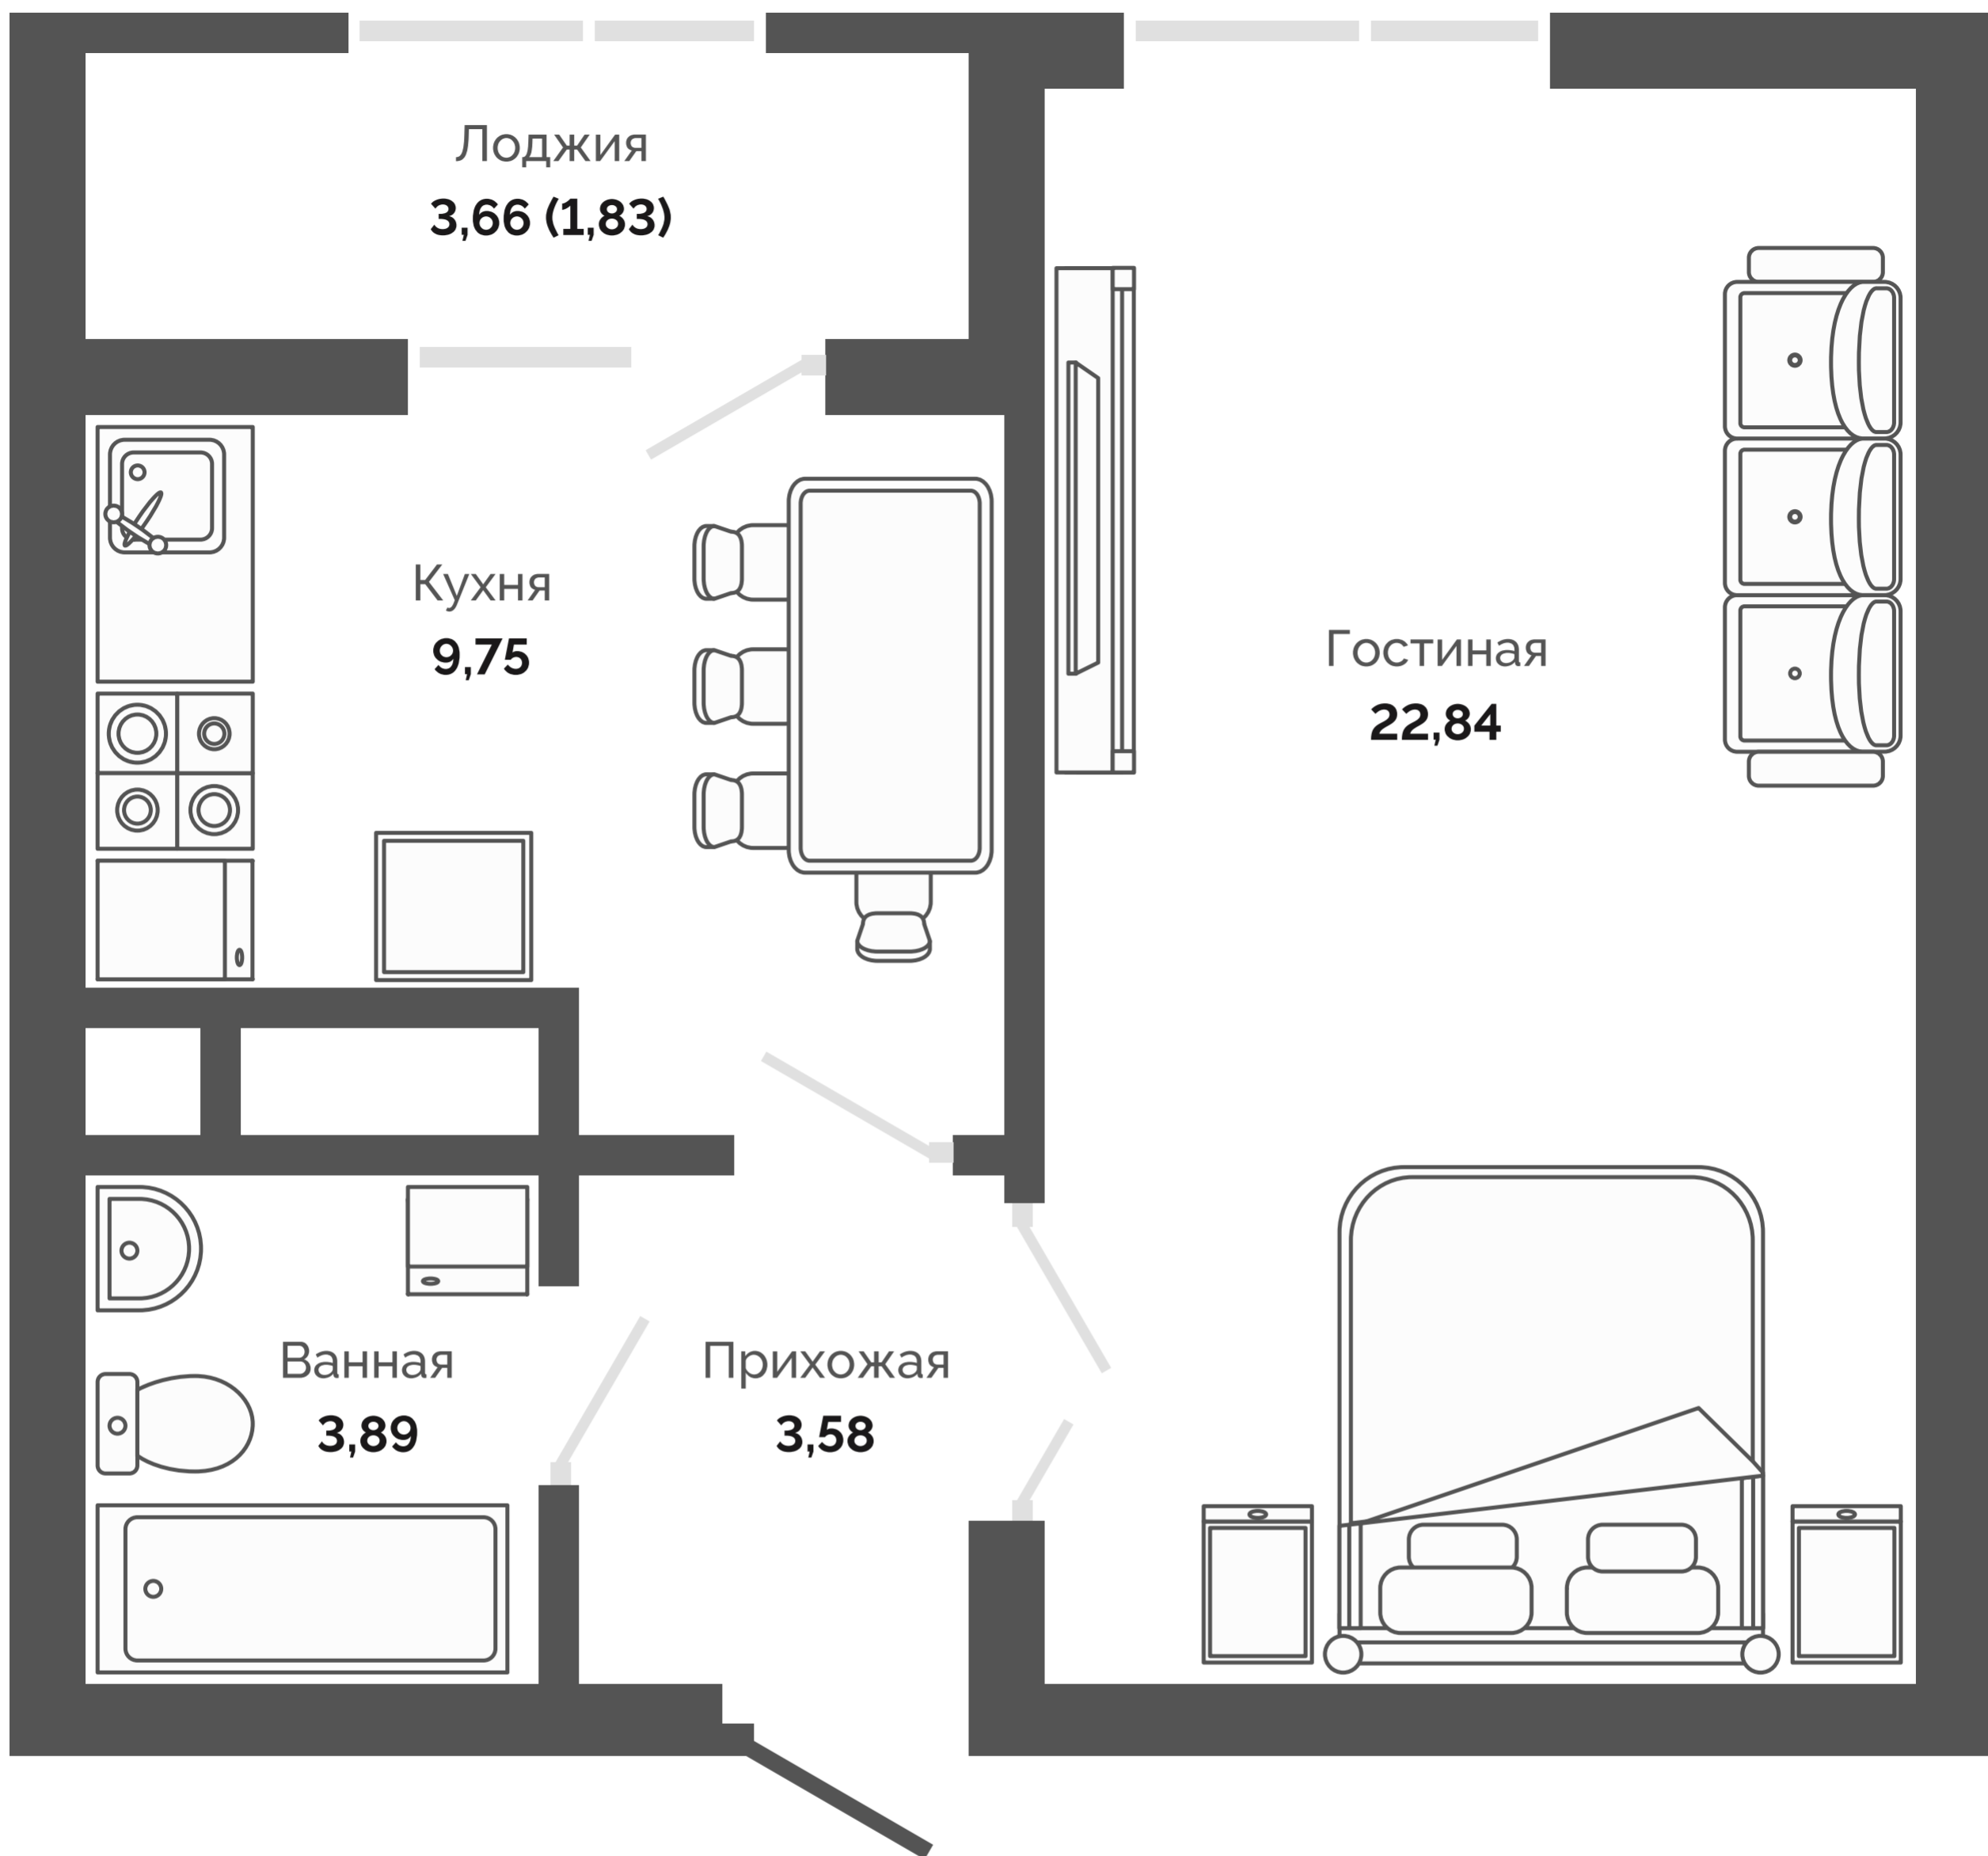 Лоджия
3,66 (1,83)
Кухня
9,75
Гостиная
22,84
Ванная
3,89
Прихожая
3,58